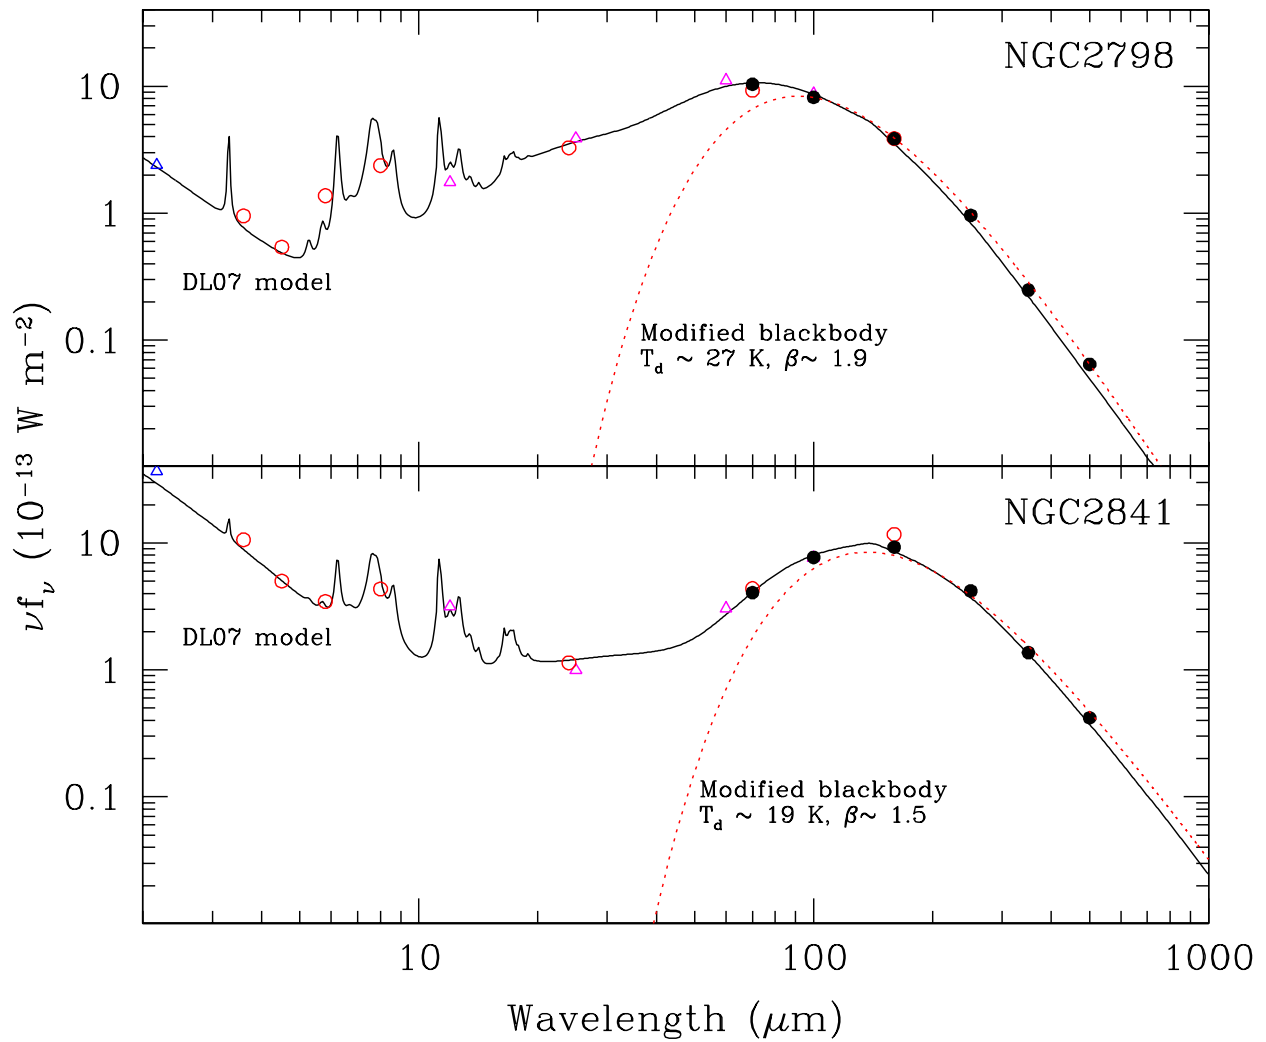 NGC2798
10
1
0.1
DL07 model
Modified blackbody
T_d ~ 27 K, β~ 1.9
νf_ν (10⁻¹³ W m⁻²)
NGC2841
10
1
0.1
DL07 model
Modified blackbody
T_d ~ 19 K, β~ 1.5
10 100 1000
Wavelength (μm)